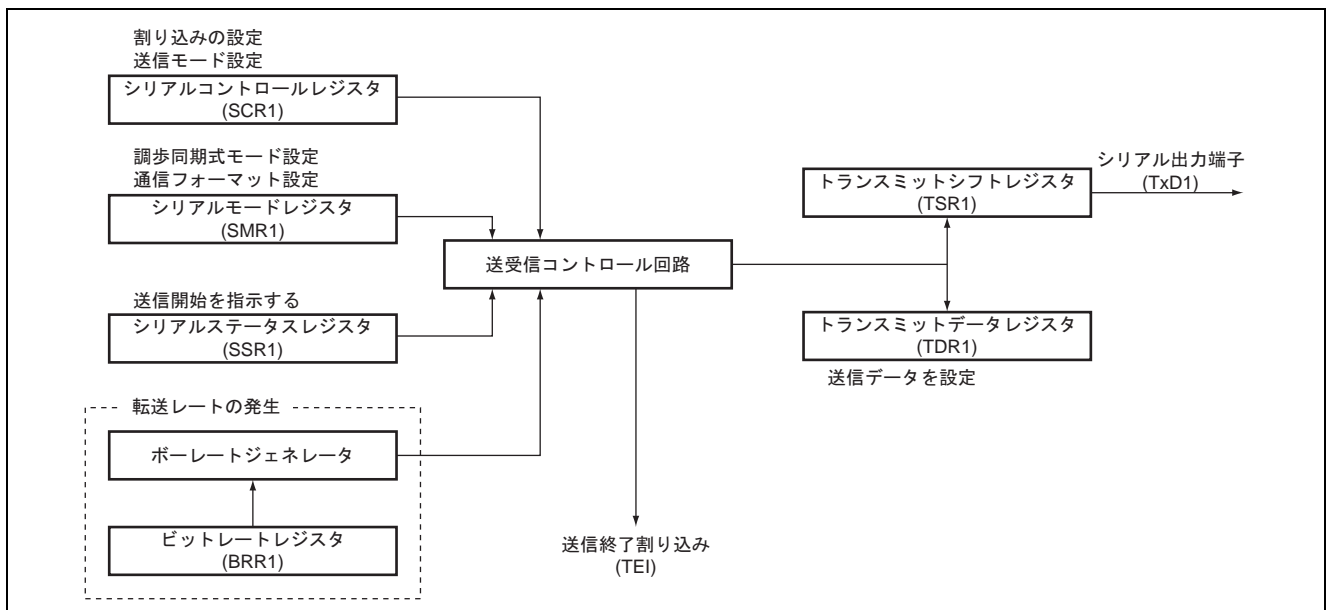 割り込みの設定
送信モード設定
シリアルコントロールレジスタ
(SCR1)
調歩同期式モード設定
通信フォーマット設定
シリアルモードレジスタ
(SMR1)
送信開始を指示する
シリアルステータスレジスタ
(SSR1)
転送レートの発生
ボーレートジェネレータ
ビットレートレジスタ
(BRR1)
送受信コントロール回路
送信終了割り込み
(TEI)
トランスミットシフトレジスタ
(TSR1)
シリアル出力端子
(TxD1)
トランスミットデータレジスタ
(TDR1)
送信データを設定